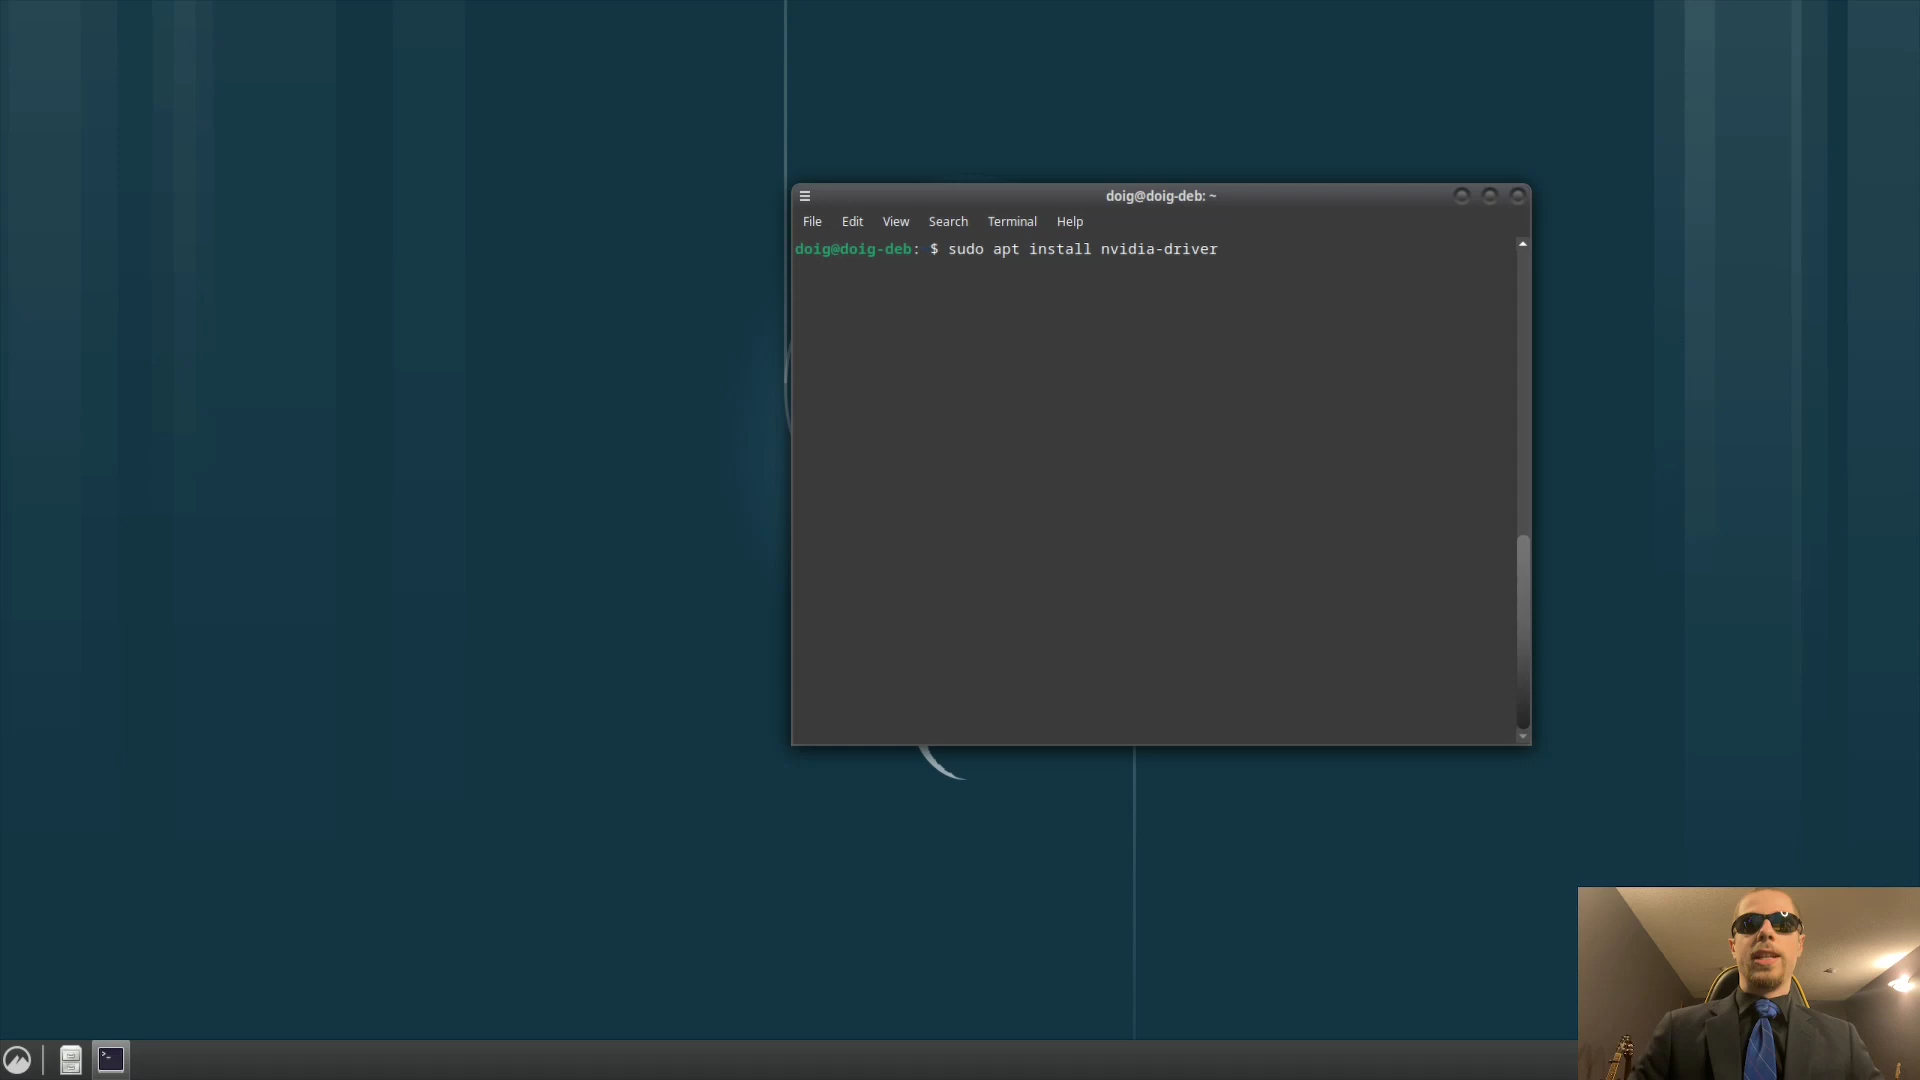 doig@doig-deb: ~
File Edit View Search Terminal Help
doig@doig-deb: $ sudo apt install nvidia-driver
>_